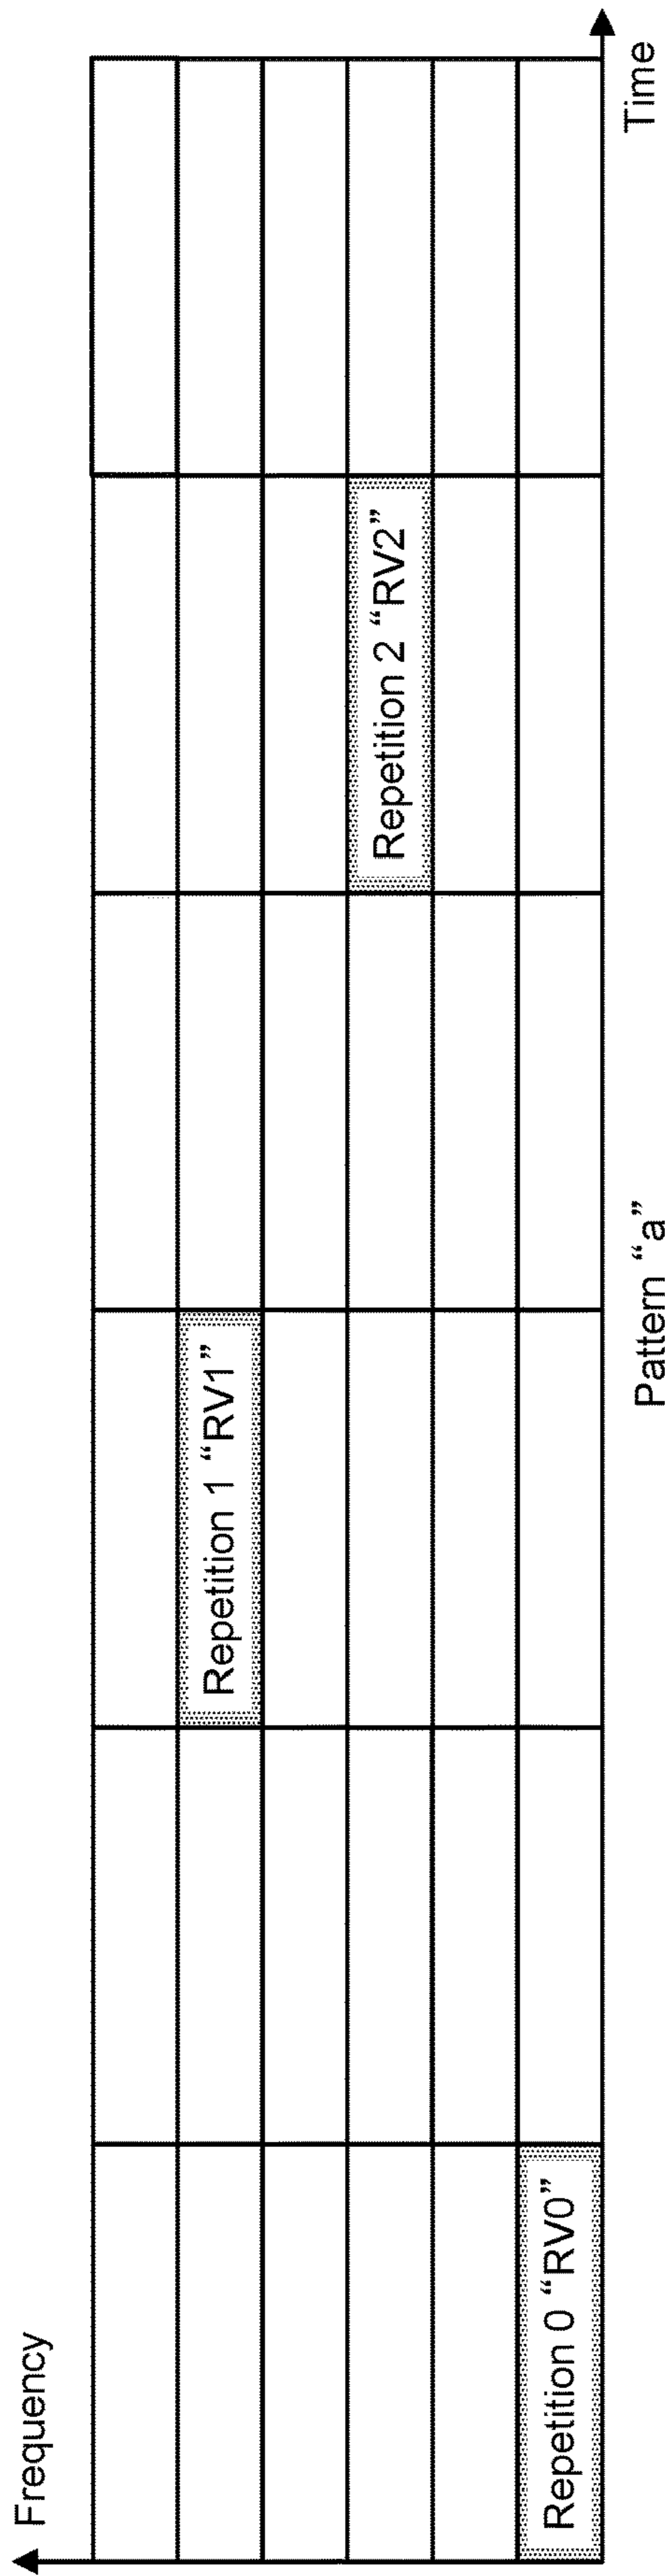 Frequency
Repetition 1 “RV1”
Repetition 2 “RV2”
Repetition 0 “RV0”
Time
Pattern “a”